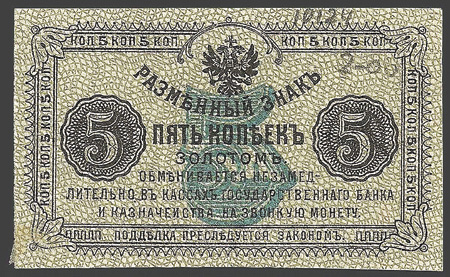 КОП 5 КОП 5 КОП 5 КОП 5 КОП 5 КОП
РАЗМѢННЫЙ ЗНАКЪ
5 ПЯТЬ КОПѢЕКЪ 5
ЗОЛОТОМЪ
ОБМѢНИВАЕТСЯ НЕЗАМЕД-
ЛИТЕЛЬНО ВЪ КАССАХЪ ГОСУДАРСТВЕННАГО БАНКА
И КАЗНАЧЕЙСТВА НА ЗВОНКУЮ МОНЕТУ.
ПОДДѢЛКА ПРЕСЛѢДУЕТСЯ ЗАКОНОМЪ.